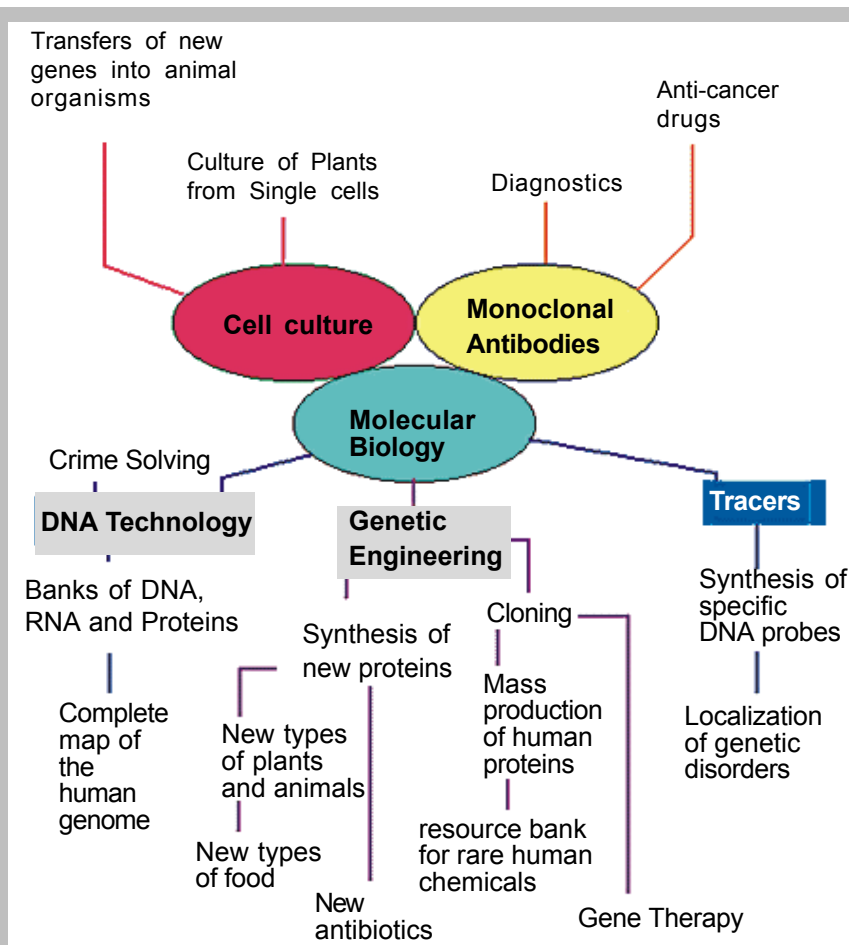 Transfers of new
genes into animal
organisms
Anti-cancer
drugs
Culture of Plants
from Single cells
Diagnostics
Cell culture
Monoclonal
Antibodies
Molecular
Biology
Crime Solving
DNA Technology
Genetic
Engineering
Tracers
Banks of DNA,
RNA and Proteins
Complete
map of
the
human
genome
Synthesis of
new proteins
New types
of plants
and animals
New types
of food
New
antibiotics
Cloning
Mass
production
of human
proteins
resource bank
for rare human
chemicals
Gene Therapy
Synthesis of
specific
DNA probes
Localization
of genetic
disorders